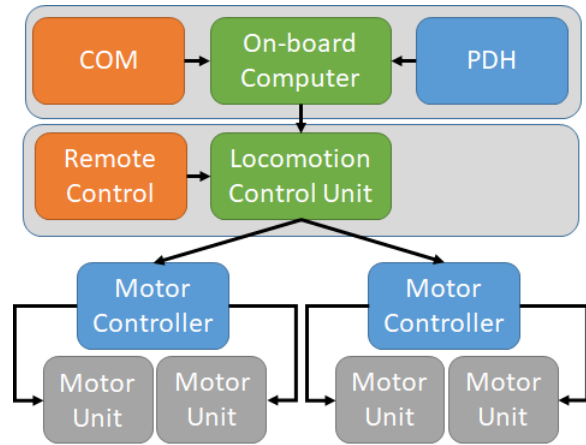 COM
On-board
Computer
PDH
Remote
Control
Locomotion
Control Unit
Motor
Controller
Motor
Controller
Motor
Unit
Motor
Unit
Motor
Unit
Motor
Unit